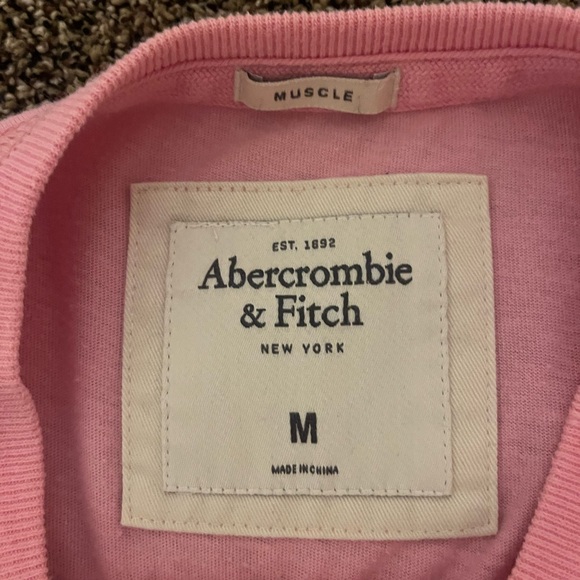 MUSCLE
EST. 1892
Abercrombie
& Fitch
NEW YORK
M
MADE IN CHINA